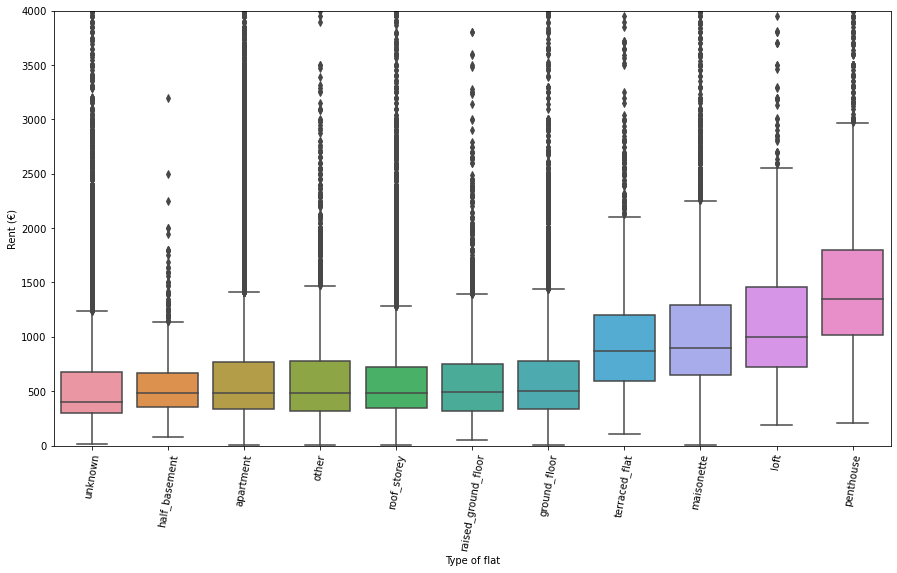 4000
3500
3000
2500
2000
1500
1000
500
0
Rent (€)
unknown
half_basement
apartment
other
roof_storey
raised_ground_floor
ground_floor
terraced_flat
maisonette
loft
penthouse
Type of flat